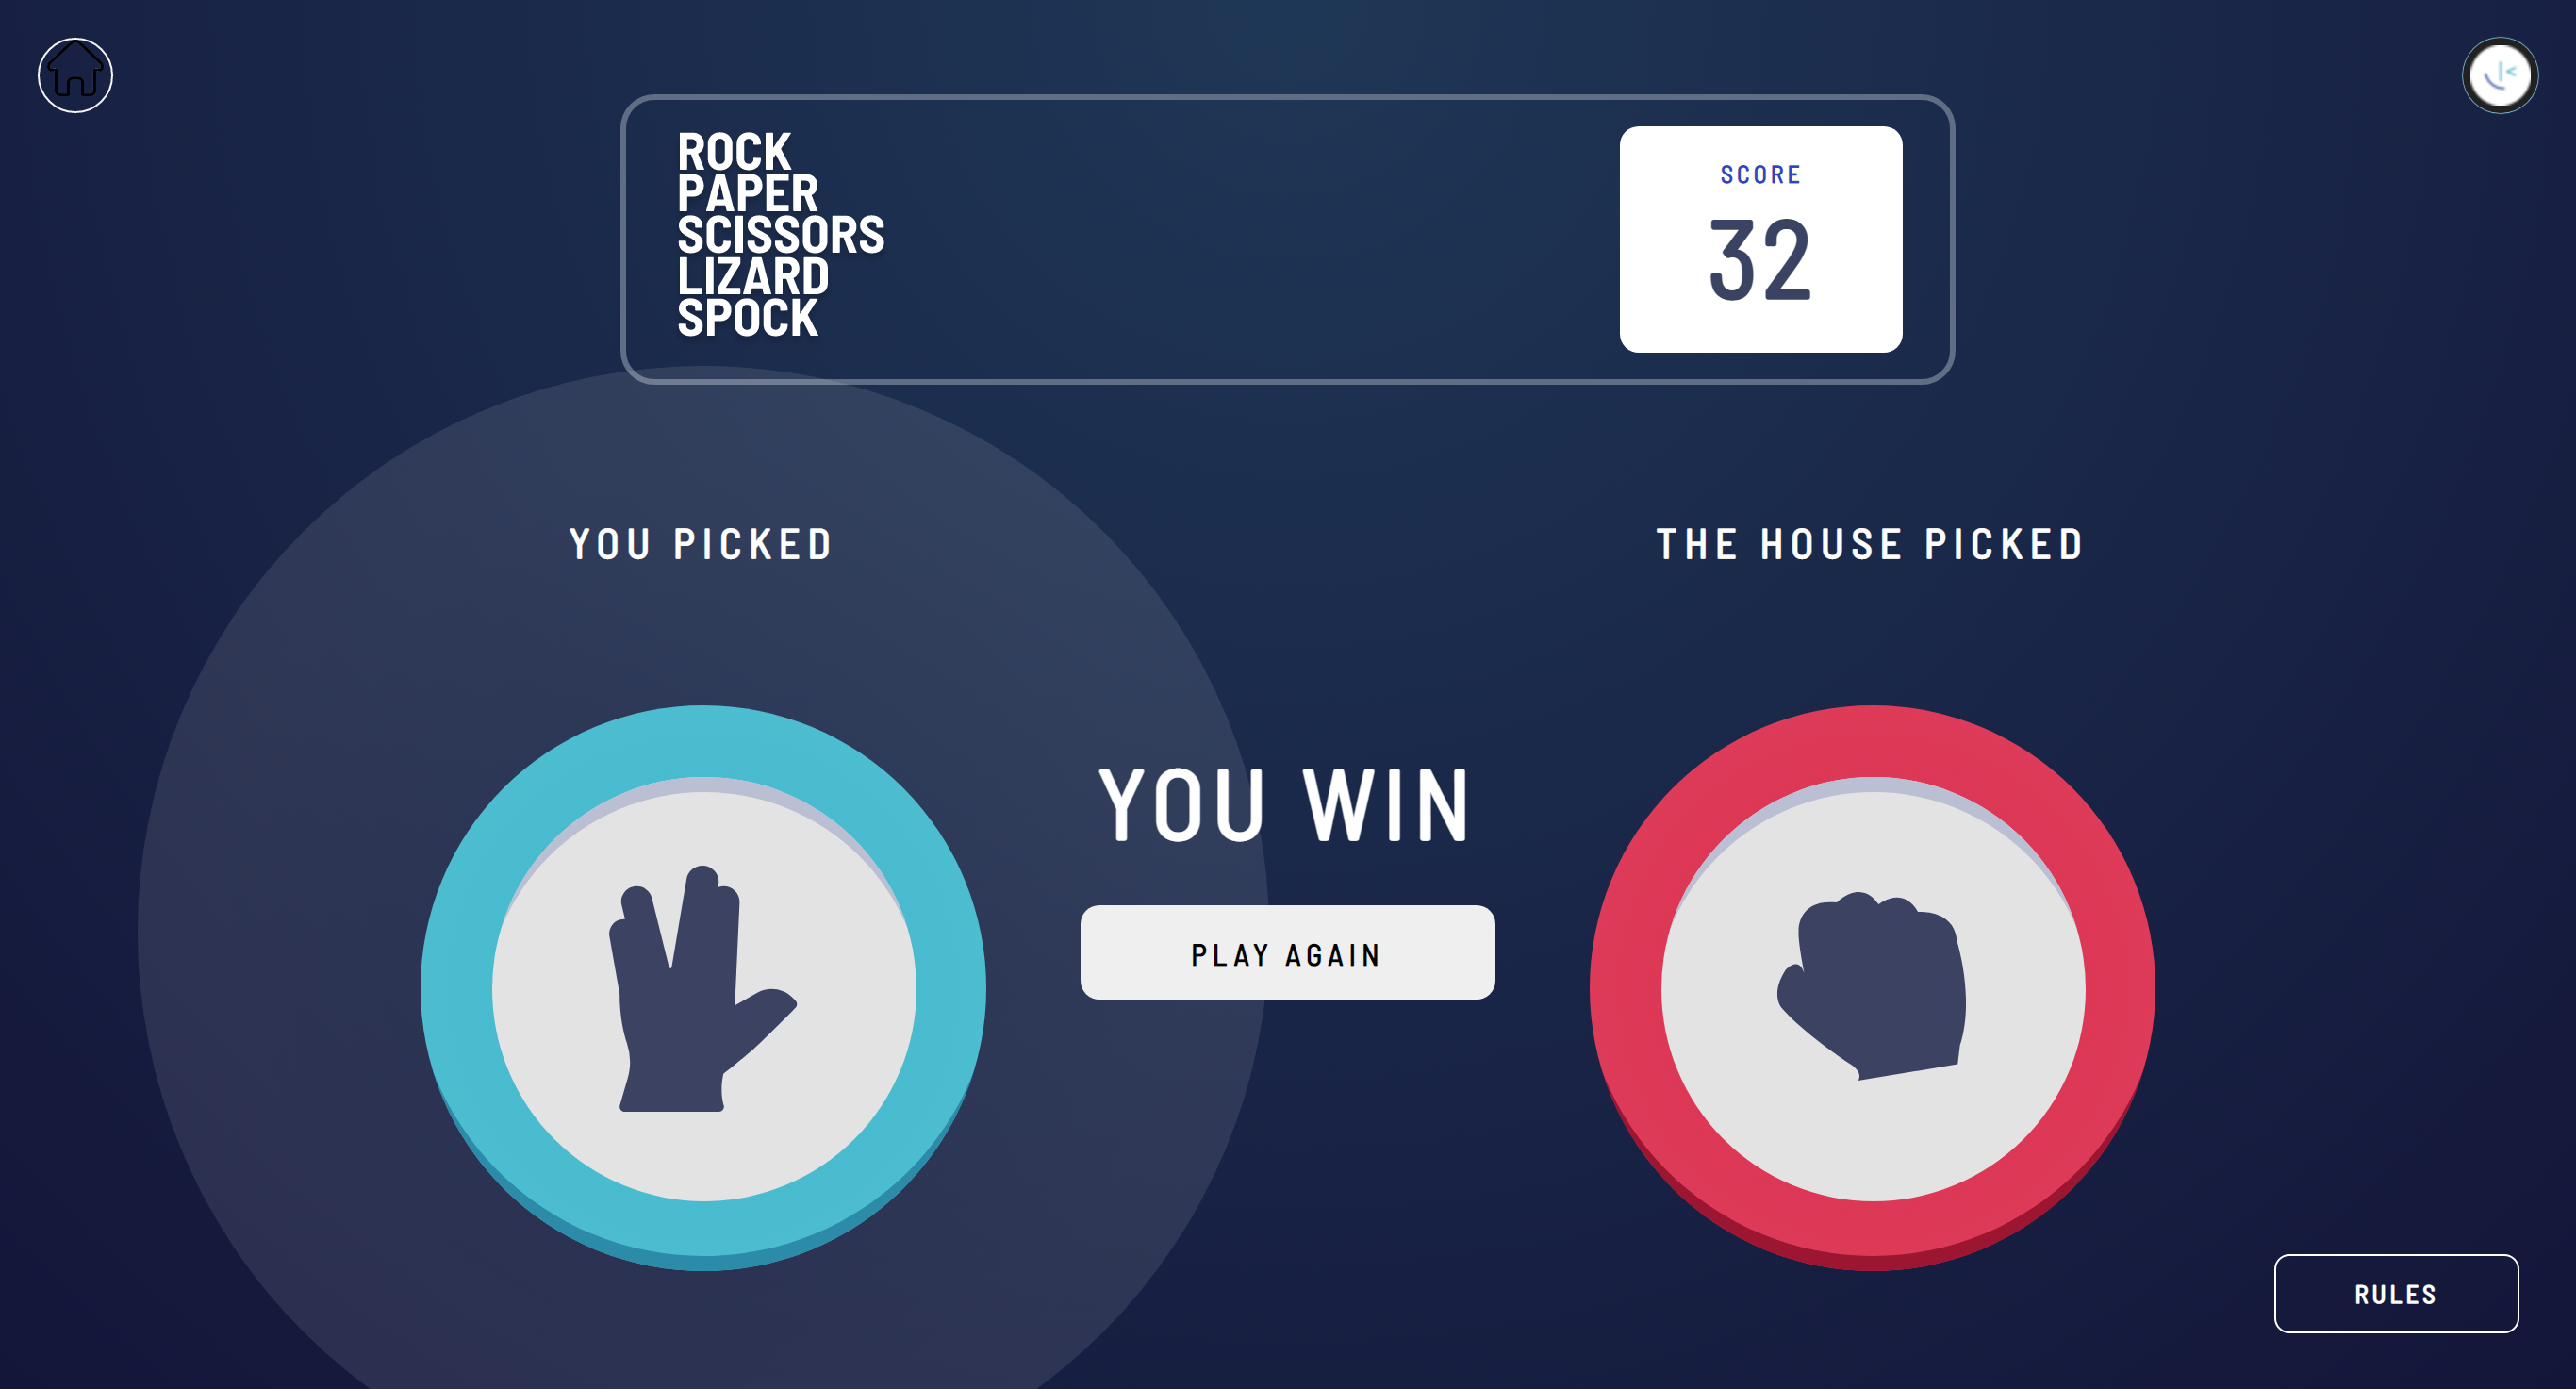 ROCK
PAPER
SCISSORS
LIZARD
SPOCK
SCORE
32
YOU PICKED
THE HOUSE PICKED
YOU WIN
PLAY AGAIN
RULES